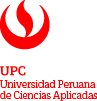 UPC
Universidad Peruana
de Ciencias Aplicadas